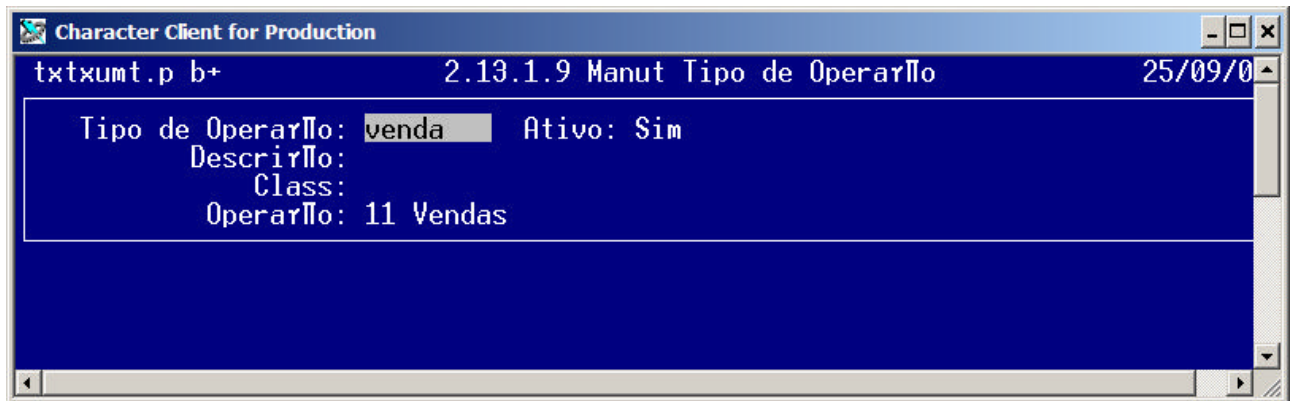 Character Client for Production
txtxumt.p b+ 2.13.1.9 Manut Tipo de OperarΠo 25/09/0
Tipo de OperarΠo: venda Ativo: Sim
DescrirΠo:
Class:
OperarΠo: 11 Vendas